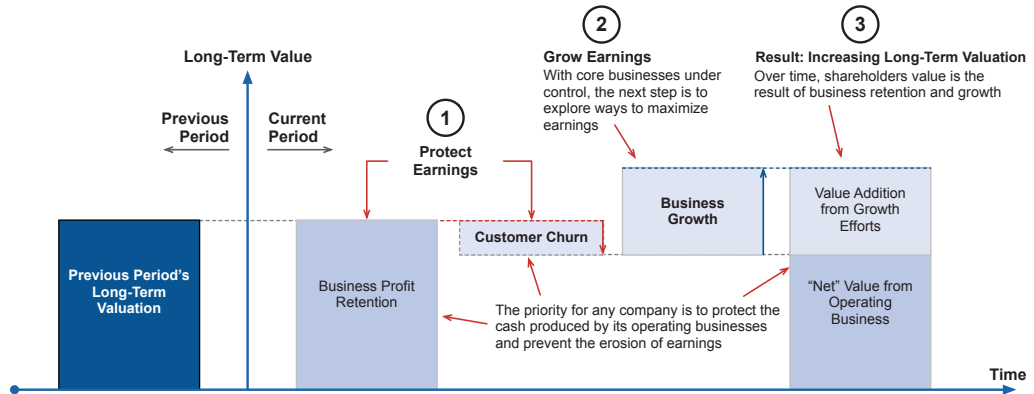 Long-Term Value
Previous
Period
Current
Period
1
Protect
Earnings
2
Grow Earnings
With core businesses under
control, the next step is to
explore ways to maximize
earnings
3
Result: Increasing Long-Term Valuation
Over time, shareholders value is the
result of business retention and growth
Previous Period's
Long-Term
Valuation
Business Profit
Retention
Customer Churn
Business
Growth
Value Addition
from Growth
Efforts
“Net” Value from
Operating
Business
The priority for any company is to protect the
cash produced by its operating businesses
and prevent the erosion of earnings
Time